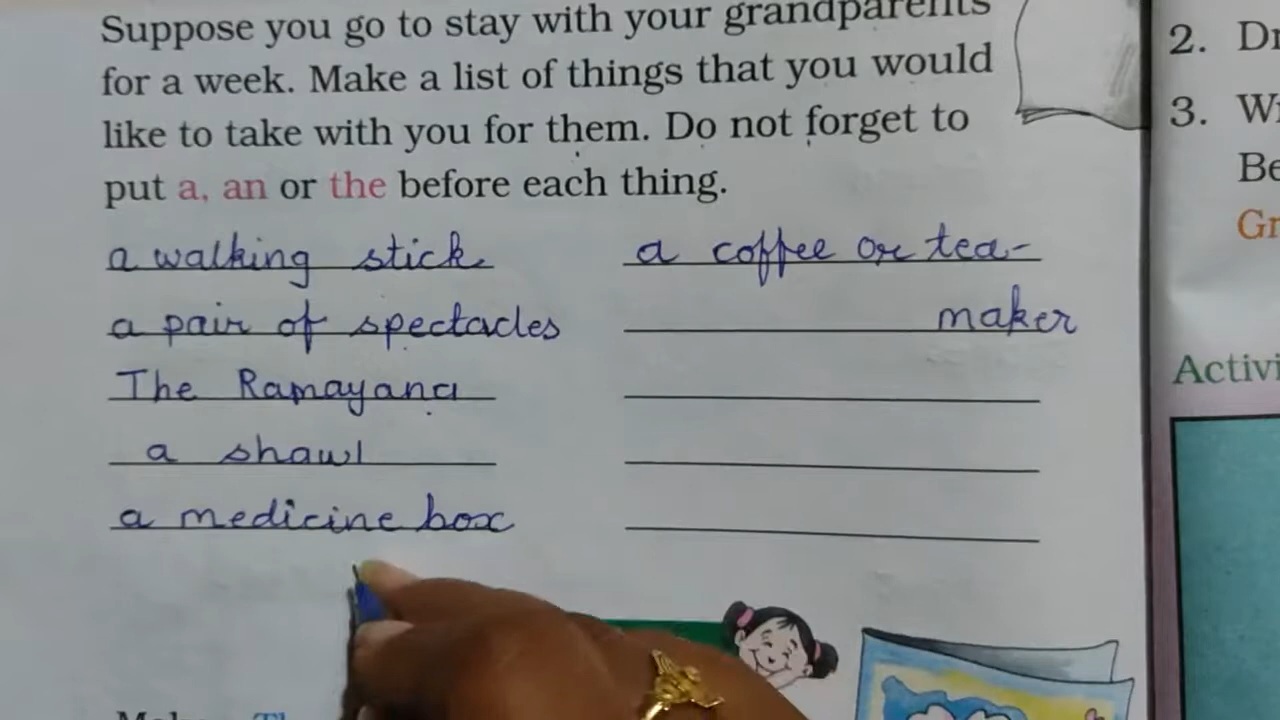 Suppose you go to stay with your grandparents
for a week. Make a list of things that you would
like to take with you for them. Do not forget to
put a, an or the before each thing.
a walking stick
a pair of spectacles
The Ramayana
a shawl
a medicine box
a coffee or tea-
maker
2. Dr
3. Wr
Be
Gr
Activi